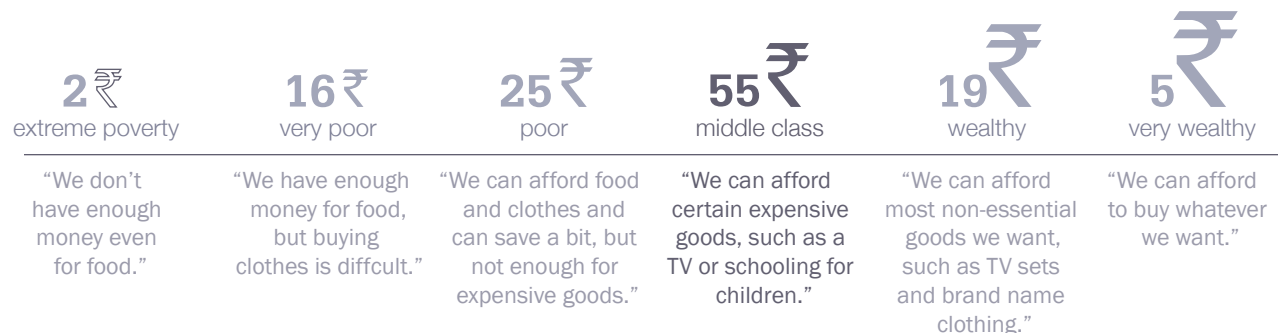 2₹ 16₹ 25₹ 55₹ 19₹ 5₹
extreme poverty very poor poor middle class wealthy very wealthy
“We don’t
have enough
money even
for food.”
“We have enough
money for food,
but buying
clothes is diffcult.”
“We can afford food
and clothes and
can save a bit, but
not enough for
expensive goods.”
“We can afford
certain expensive
goods, such as a
TV or schooling for
children.”
“We can afford
most non-essential
goods we want,
such as TV sets
and brand name
clothing.”
“We can afford
to buy whatever
we want.”